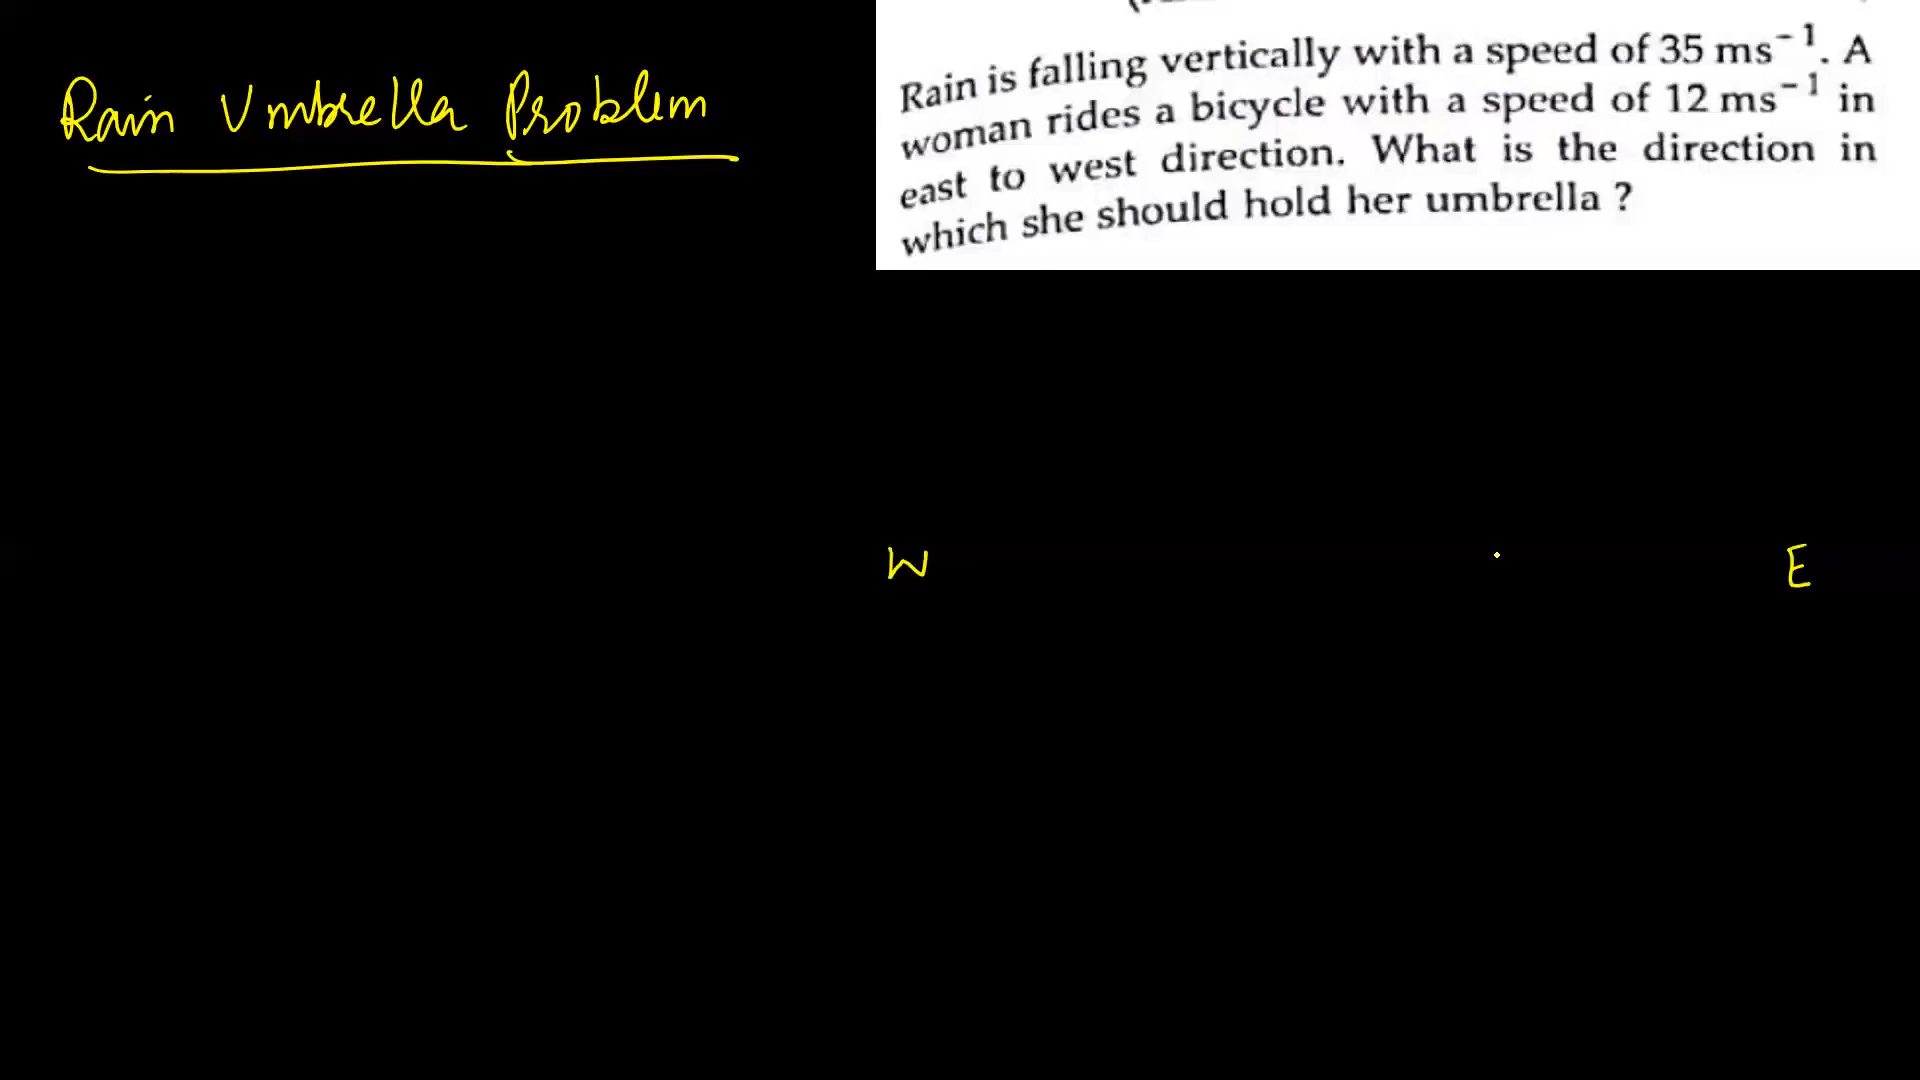 Rain Umbrella Problem
Rain is falling vertically with a speed of 35 ms⁻¹. A
woman rides a bicycle with a speed of 12 ms⁻¹ in
east to west direction. What is the direction in
which she should hold her umbrella ?
W E